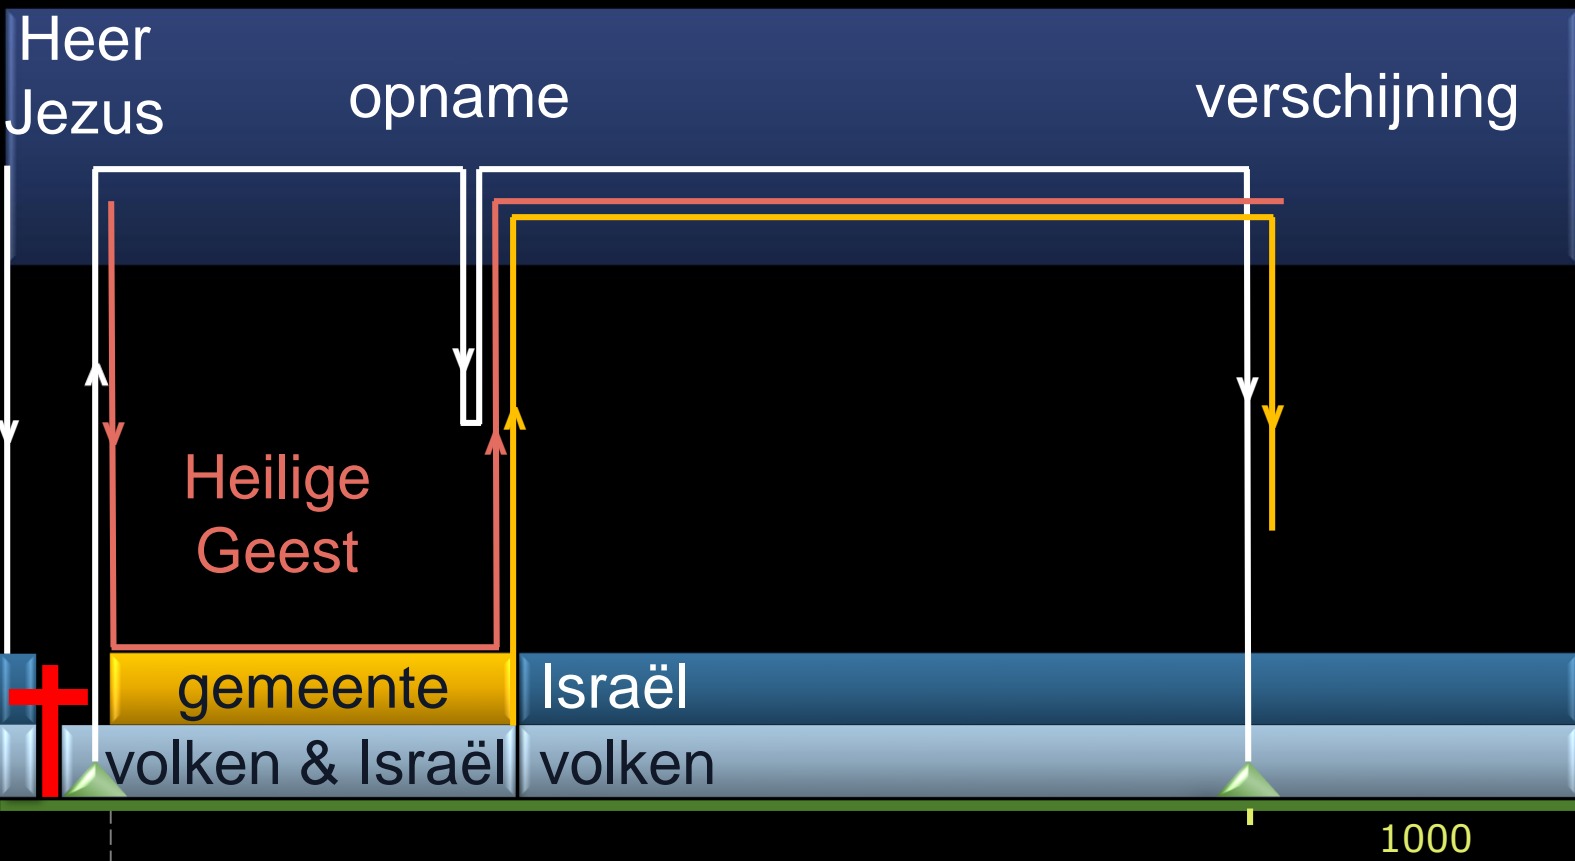 Heer
Jezus
opname
verschijning
Heilige
Geest
gemeente
Israël
volken & Israël
volken
1000